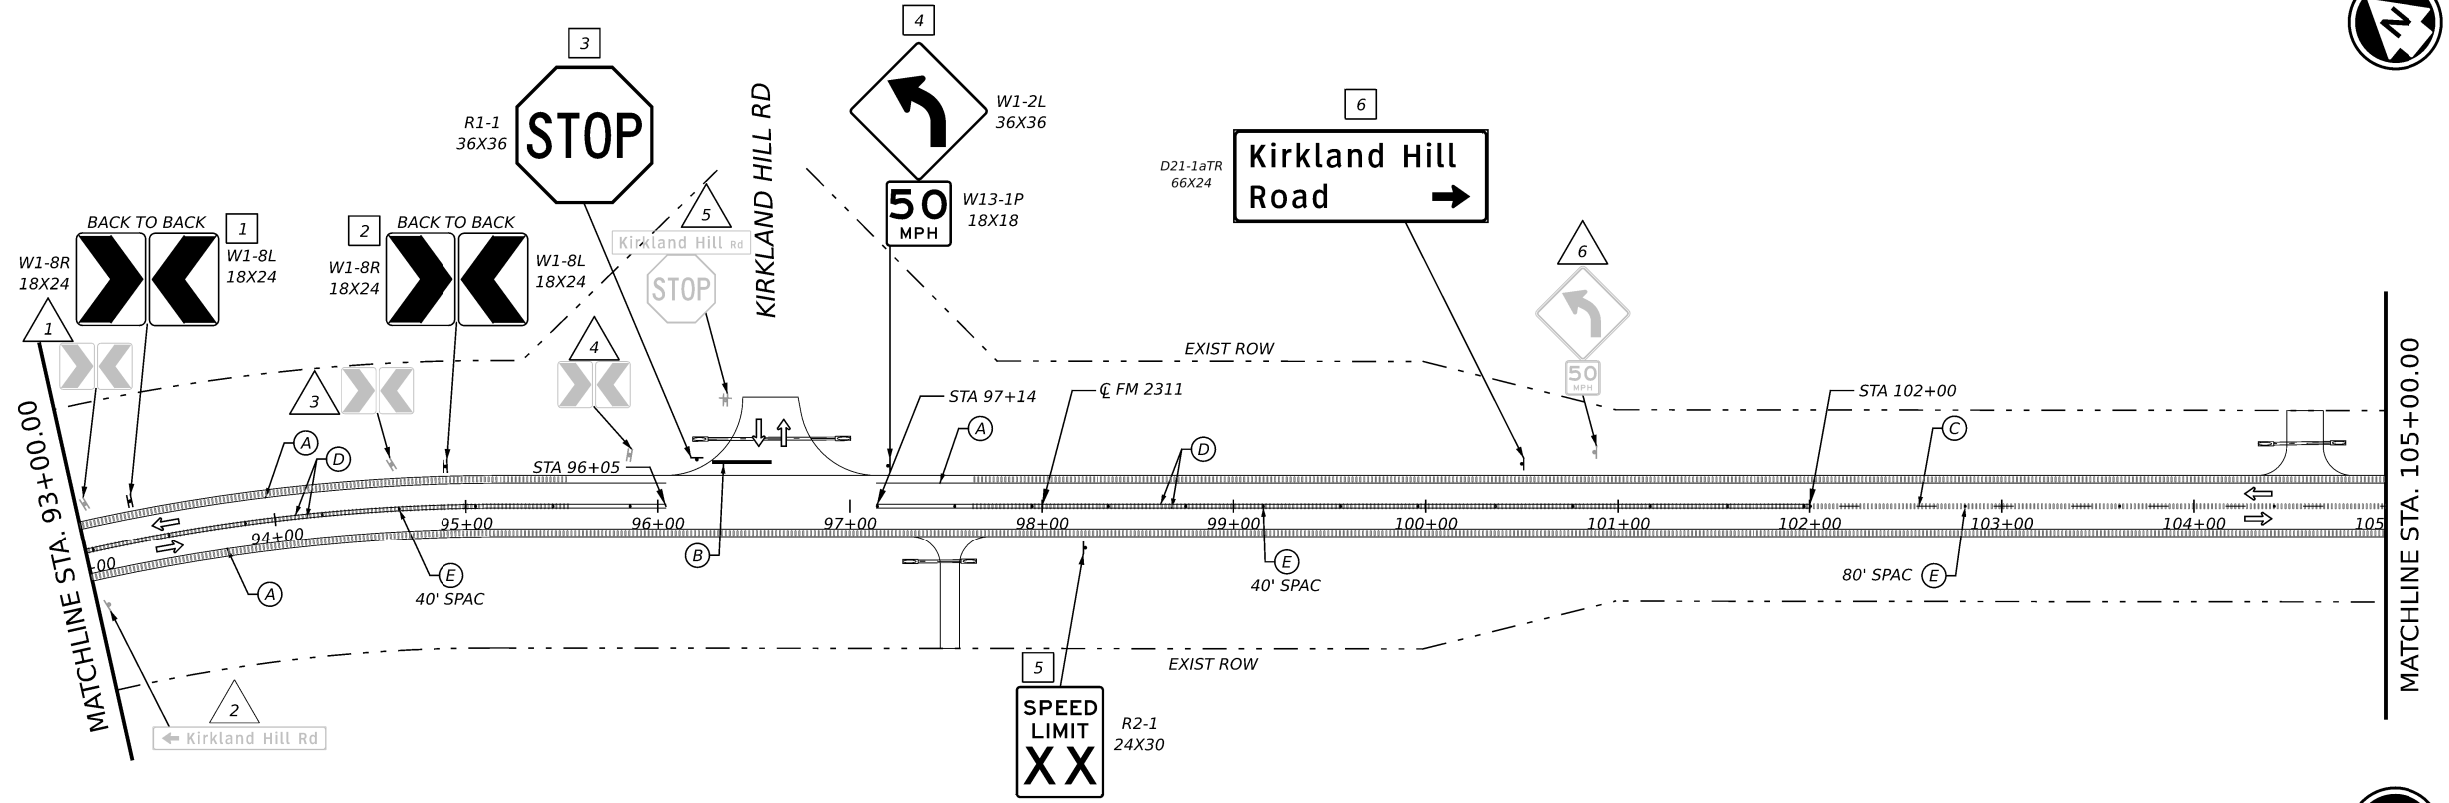 N
4
3
STOP
R1-1
36X36
KIRKLAND HILL RD
W1-2L
36X36
50
MPH
W13-1P
18X18
6
Kirkland Hill
Road
D21-1aTR
66X24
5
Kirkland Hill Rd
STOP
BACK TO BACK
1
W1-8R
18X24
W1-8L
18X24
2
BACK TO BACK
W1-8R
18X24
W1-8L
18X24
6
50
MPH
1
3
4
EXIST ROW
STA 97+14
℄ FM 2311
STA 102+00
A
D
STA 96+05
A
D
C
MATCHLINE STA. 93+00.00
MATCHLINE STA. 105+00.00
-00
94+00
95+00
96+00
97+00
98+00
99+00
100+00
101+00
102+00
103+00
104+00
105
A
E
40' SPAC
B
E
40' SPAC
80' SPAC E
EXIST ROW
2
Kirkland Hill Rd
5
SPEED
LIMIT
XX
R2-1
24X30